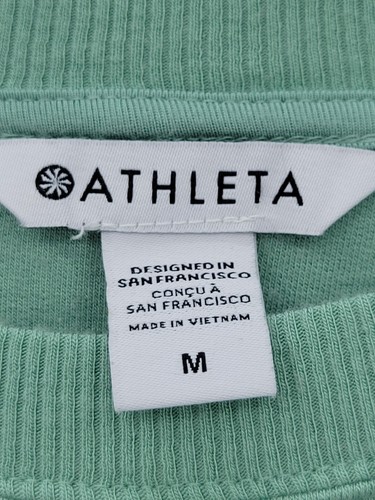 ATHLETA
DESIGNED IN
SAN FRANCISCO
CONÇU À
SAN FRANCISCO
MADE IN VIETNAM
M